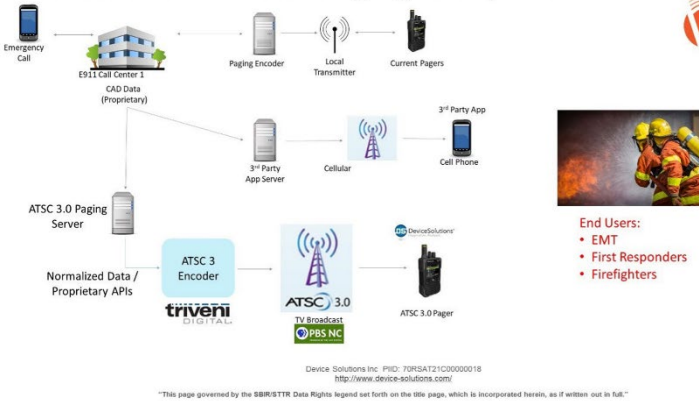 Emergency
Call
E911 Call Center 1
CAD Data
(Proprietary)
Paging Encoder
Local
Transmitter
Current Pagers
3rd Party
App Server
Cellular
3rd Party App
Cell Phone
ATSC 3.0 Paging
Server
Normalized Data /
Proprietary APIs
ATSC 3
Encoder
triveni
DIGITAL
ATSC 3.0
TV Broadcast
PBS NC
DS DeviceSolutions
ATSC 3.0 Pager
End Users:
• EMT
• First Responders
• Firefighters
Device Solutions Inc PIID: 70RSAT21C00000018
http://www.device-solutions.com/
"This page governed by the SBIR/STTR Data Rights legend set forth on the title page, which is incorporated herein, as if written out in full."